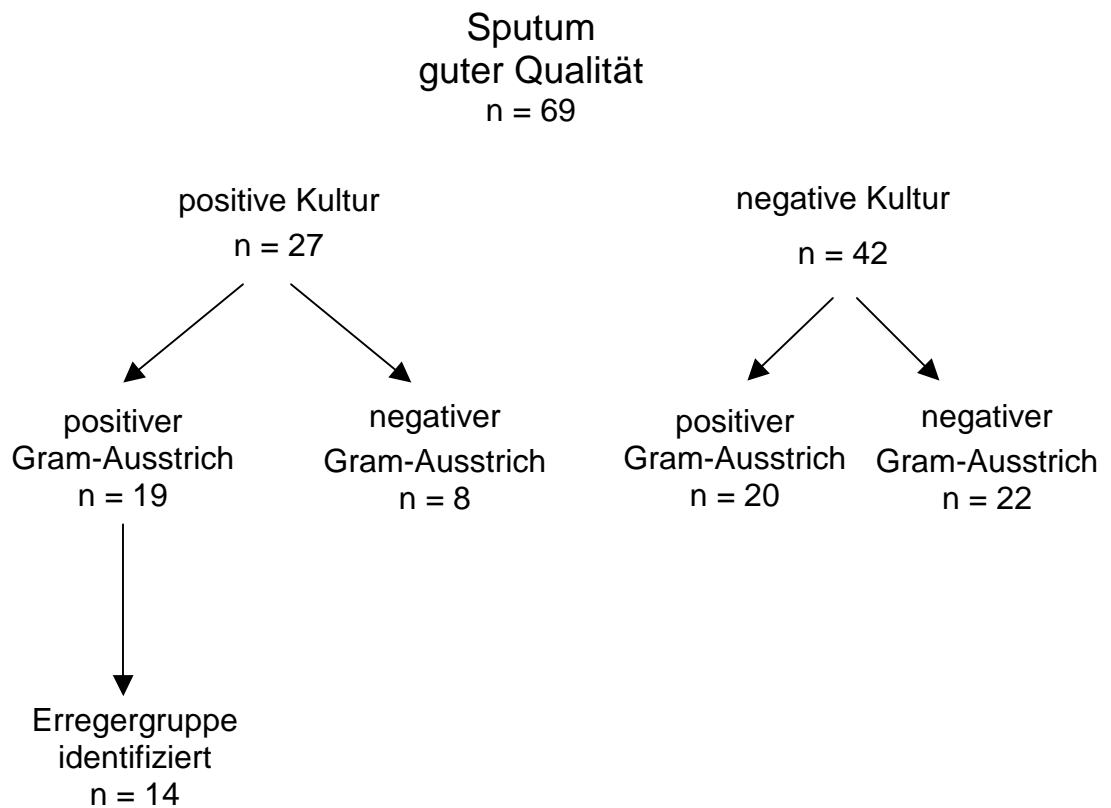 Sputum
guter Qualität
n = 69
positive Kultur
n = 27
negative Kultur
n = 42
positiver
Gram-Ausstrich
n = 19
negativer
Gram-Ausstrich
n = 8
positiver
Gram-Ausstrich
n = 20
negativer
Gram-Ausstrich
n = 22
Erregergruppe
identifiziert
n = 14